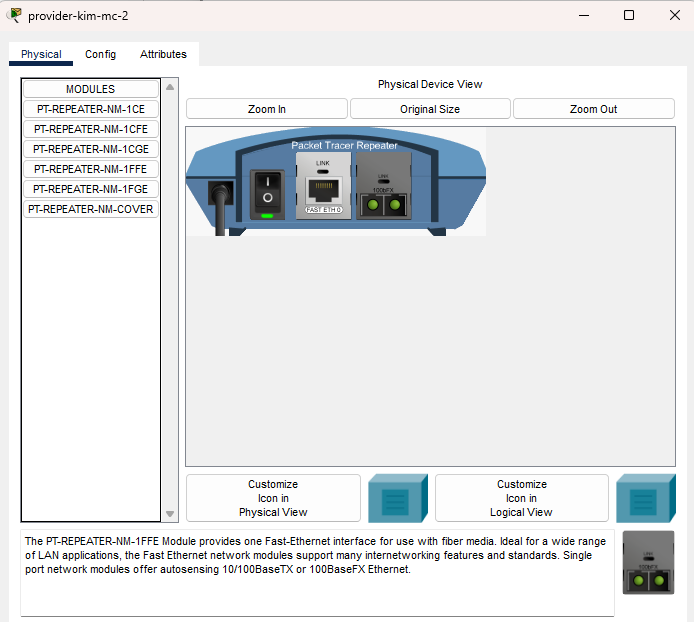 provider-kim-mc-2
Physical
Config
Attributes
MODULES
PT-REPEATER-NM-1CE
PT-REPEATER-NM-1CFE
PT-REPEATER-NM-1CGE
PT-REPEATER-NM-1FFE
PT-REPEATER-NM-1FGE
PT-REPEATER-NM-COVER
Physical Device View
Zoom In
Original Size
Zoom Out
Packet Tracer Repeater
LINK
FAST ETH 0
LINK
100bFX
Customize
Icon in
Physical View
Customize
Icon in
Logical View
The PT-REPEATER-NM-1FFE Module provides one Fast-Ethernet interface for use with fiber media. Ideal for a wide range
of LAN applications, the Fast Ethernet network modules support many internetworking features and standards. Single
port network modules offer autosensing 10/100BaseTX or 100BaseFX Ethernet.
LINK
100bFX